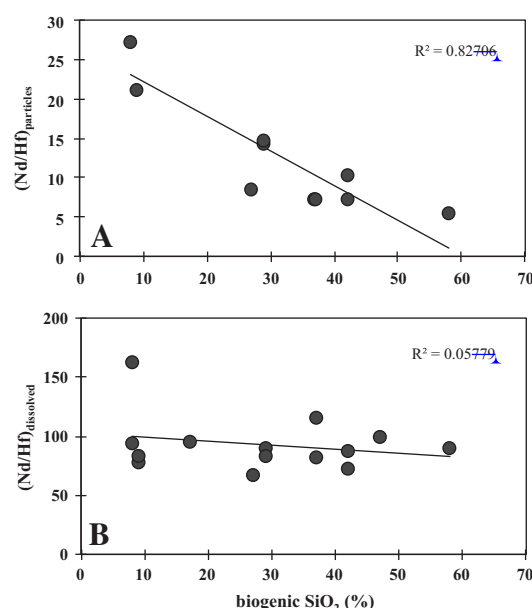 30
R² = 0.82706
25
20
15
10
5
0
(Nd/Hf)particles
A
0 10 20 30 40 50 60 70
200
R² = 0.05779
150
100
50
0
(Nd/Hf)dissolved
B
0 10 20 30 40 50 60 70
biogenic SiO₂ (%)